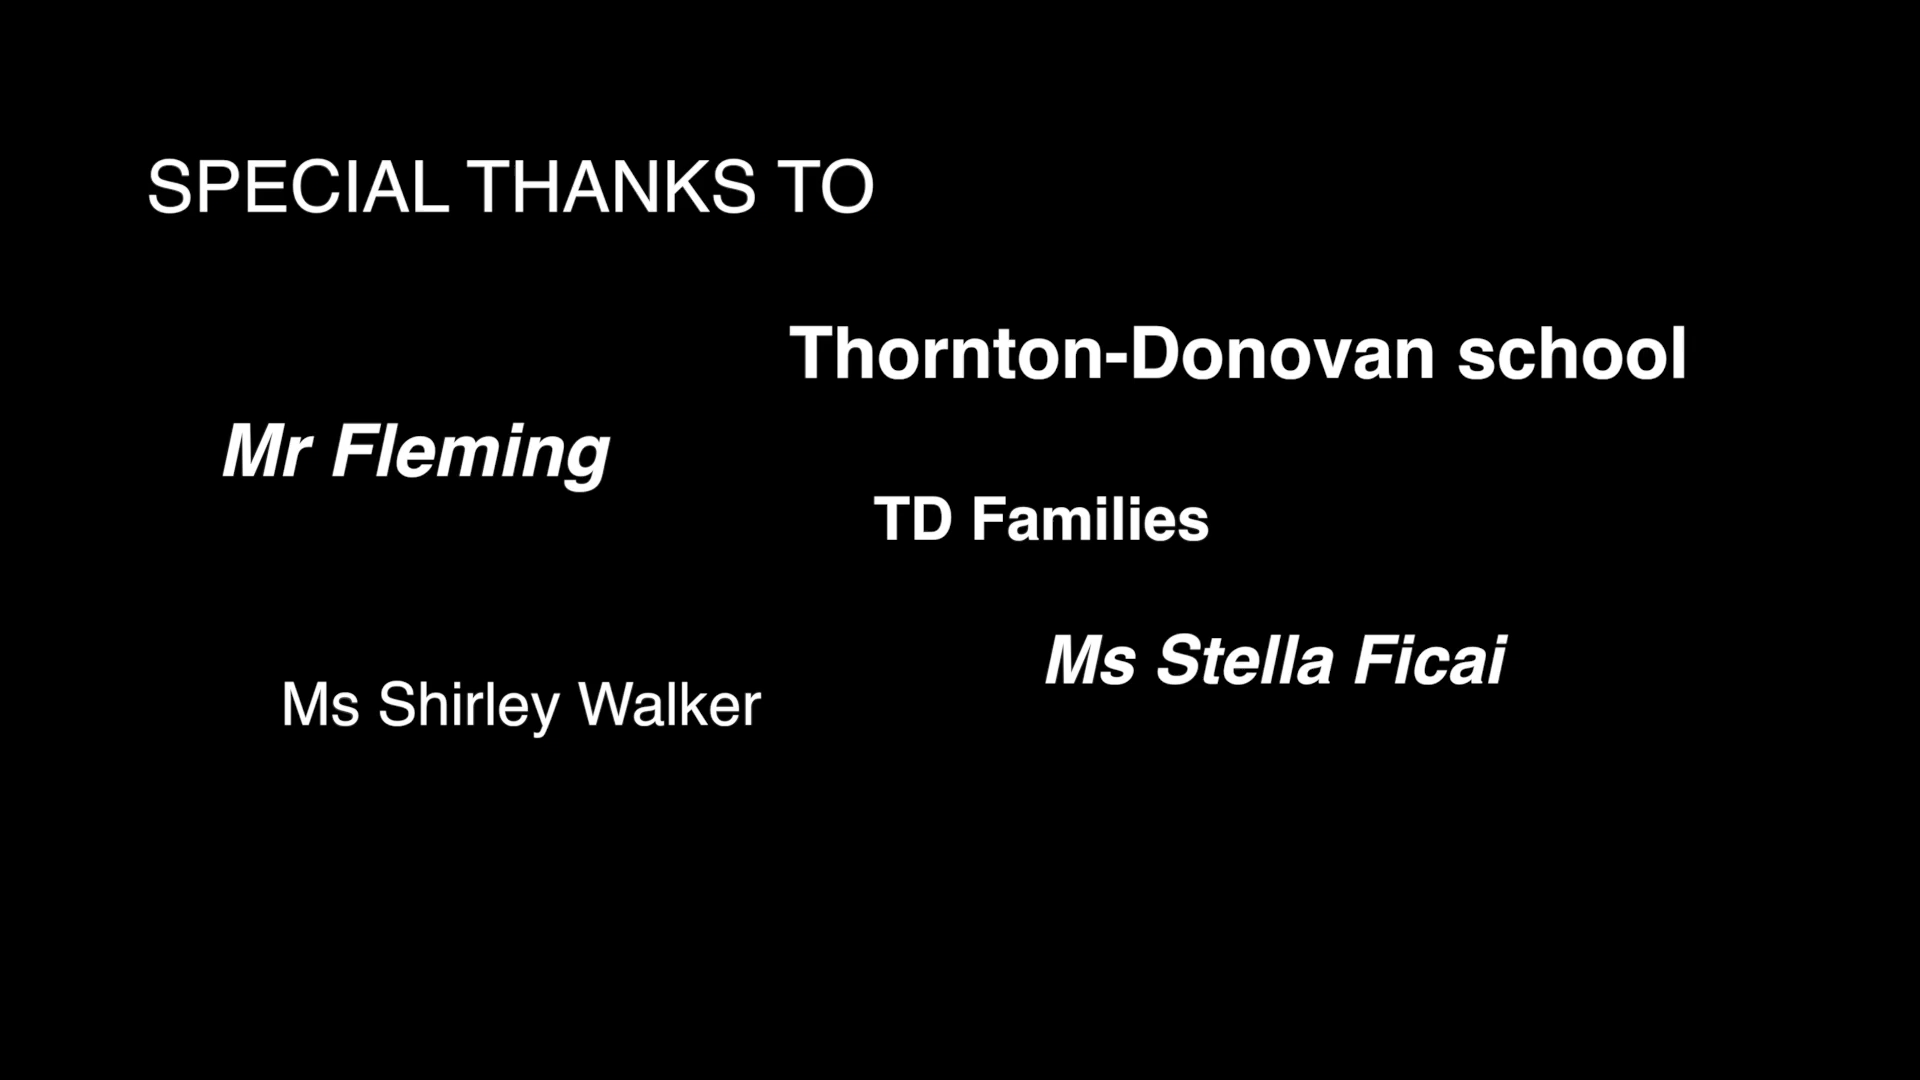 SPECIAL THANKS TO
Thornton-Donovan school
Mr Fleming
TD Families
Ms Stella Ficai
Ms Shirley Walker